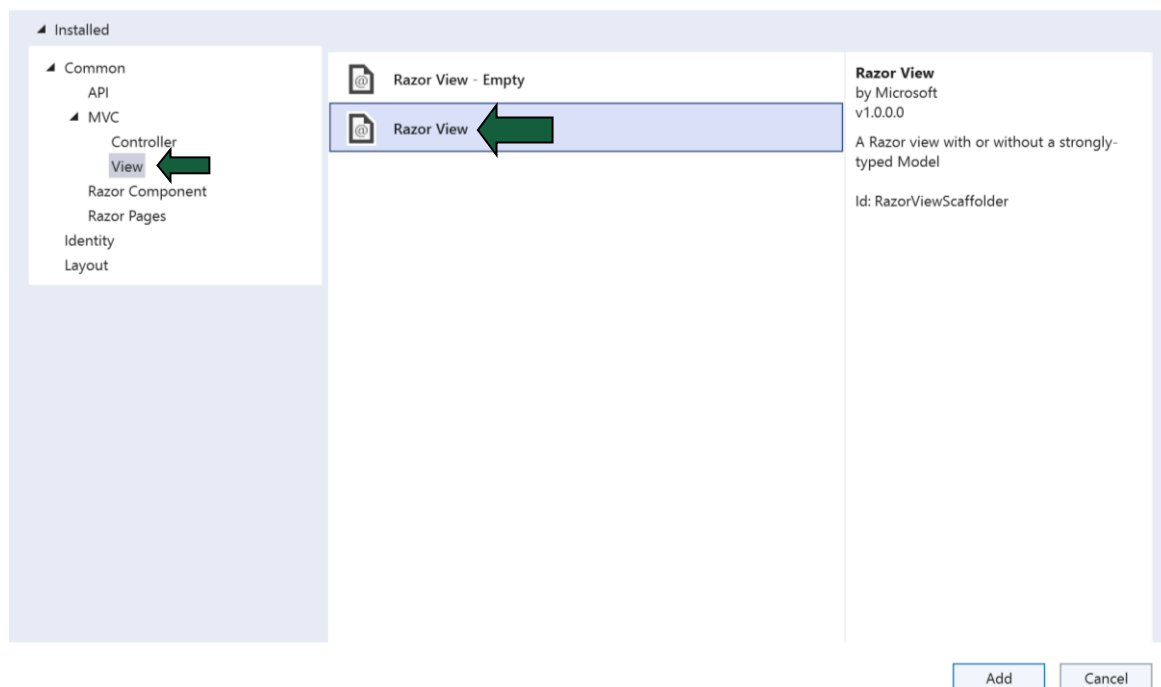 Installed
Common
API
MVC
Controller
View
Razor Component
Razor Pages
Identity
Layout
Razor View - Empty
Razor View
Razor View
by Microsoft
v1.0.0.0
A Razor view with or without a strongly-
typed Model
Id: RazorViewScaffolder
Add
Cancel